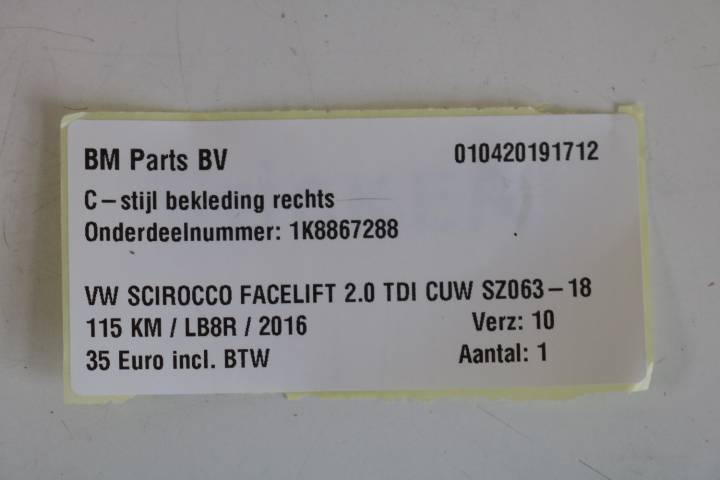 BM Parts BV 010420191712
C-stijl bekleding rechts
Onderdeelnummer: 1K8867288
VW SCIROCCO FACELIFT 2.0 TDI CUW SZ063-18
115 KM / LB8R / 2016 Verz: 10
35 Euro incl. BTW Aantal: 1